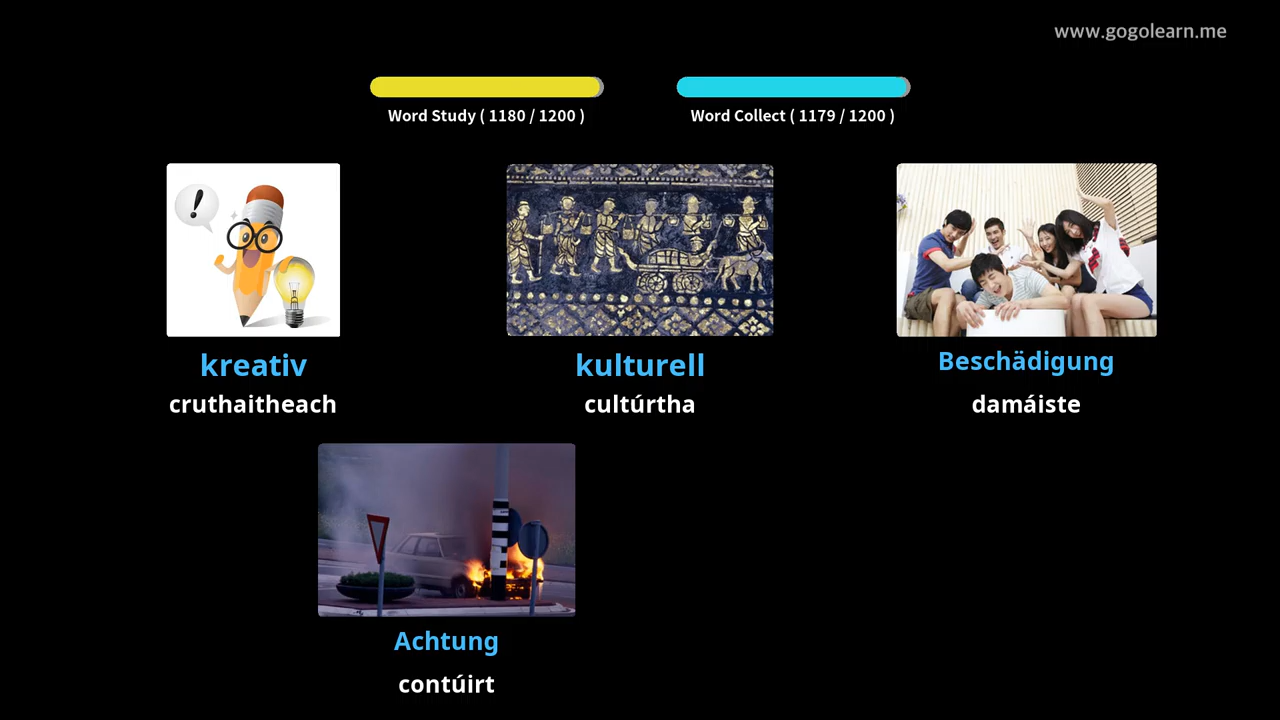 www.gogolearn.me
Word Study ( 1180 / 1200 )
Word Collect ( 1179 / 1200 )
!
kreativ
cruthaitheach
kulturell
cultúrtha
Beschädigung
damáiste
Achtung
contúirt